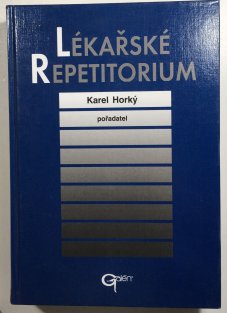 LÉKAŘSKÉ
REPETITORIUM
Karel Horký
pořadatel
Galén